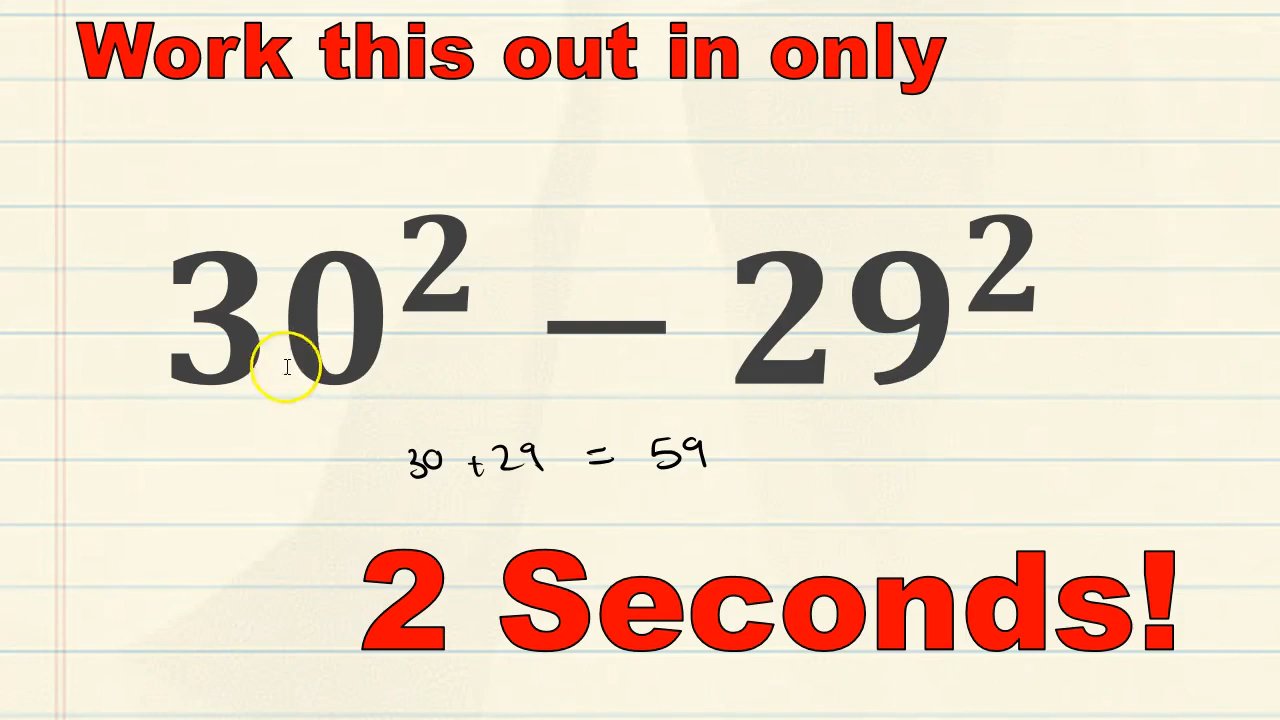 Work this out in only
30² − 29²
30 + 29 = 59
2 Seconds!